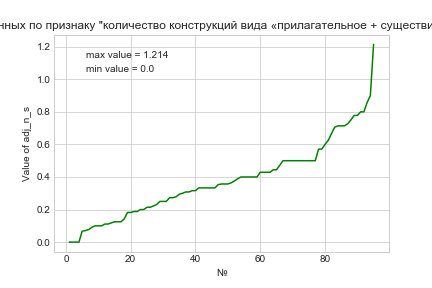 нных по признаку "количество конструкций вида «прилагательное + существи
max value = 1.214
min value = 0.0
1.2
1.0
0.8
0.6
0.4
0.2
0.0
Value of adj_n_s
0 20 40 60 80
№